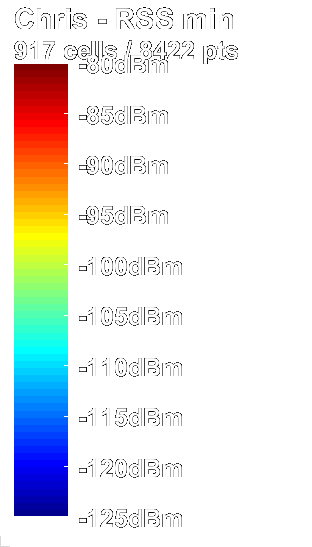 Chris - RSS min
917 cells / 8422 pts
-80dBm
-85dBm
-90dBm
-95dBm
-100dBm
-105dBm
-110dBm
-115dBm
-120dBm
-125dBm